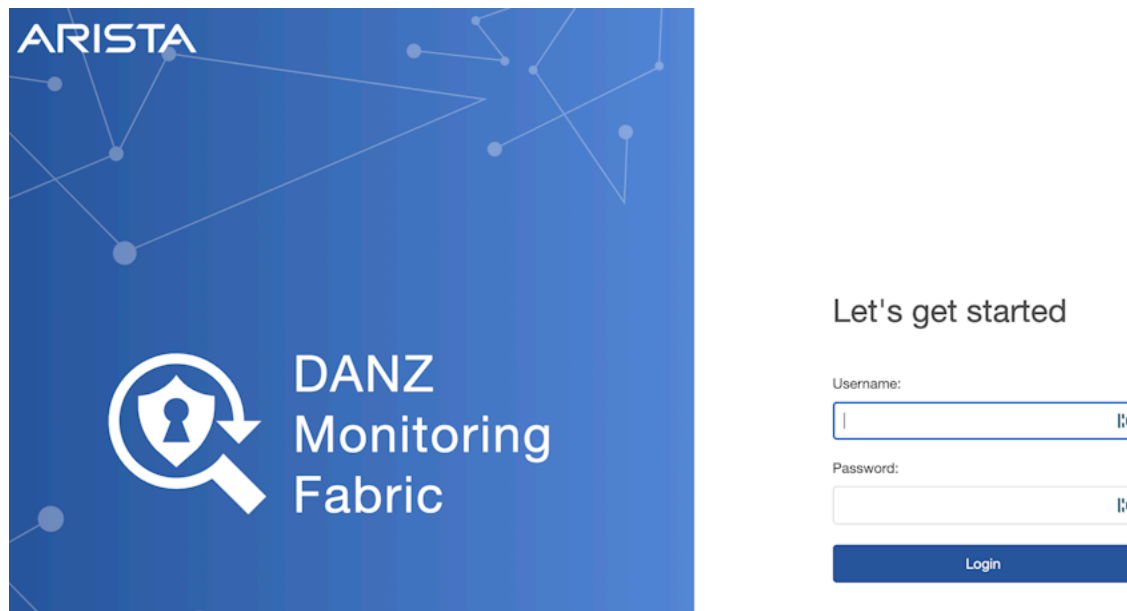 ARISTA
DANZ
Monitoring
Fabric
Let's get started
Username:
Password:
Login